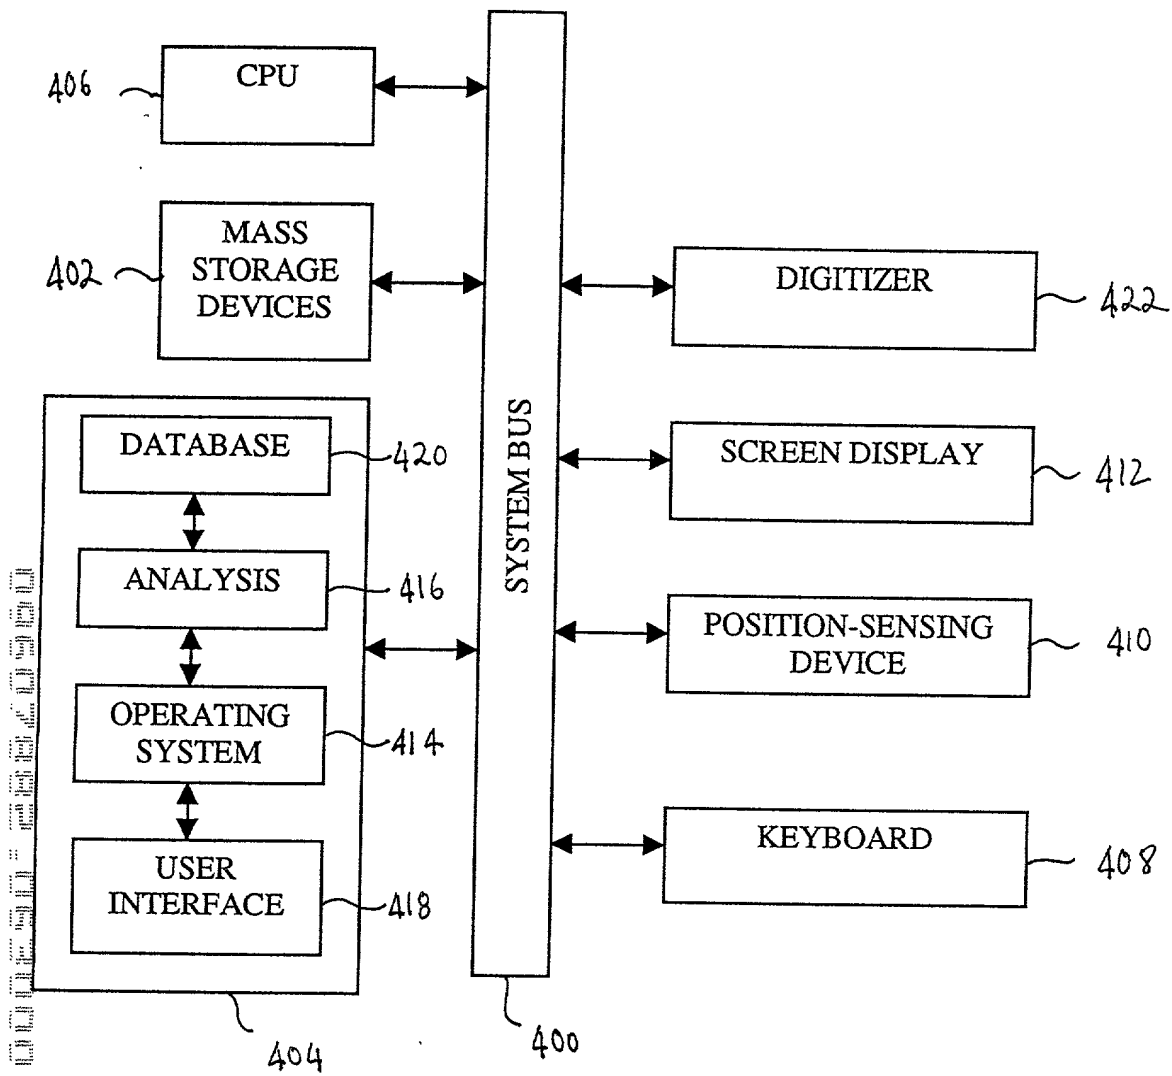 CPU
406
MASS
STORAGE
DEVICES
402
DATABASE
420
ANALYSIS
416
OPERATING
SYSTEM
414
USER
INTERFACE
418
404
SYSTEM BUS
400
DIGITIZER
422
SCREEN DISPLAY
412
POSITION-SENSING
DEVICE
410
KEYBOARD
408